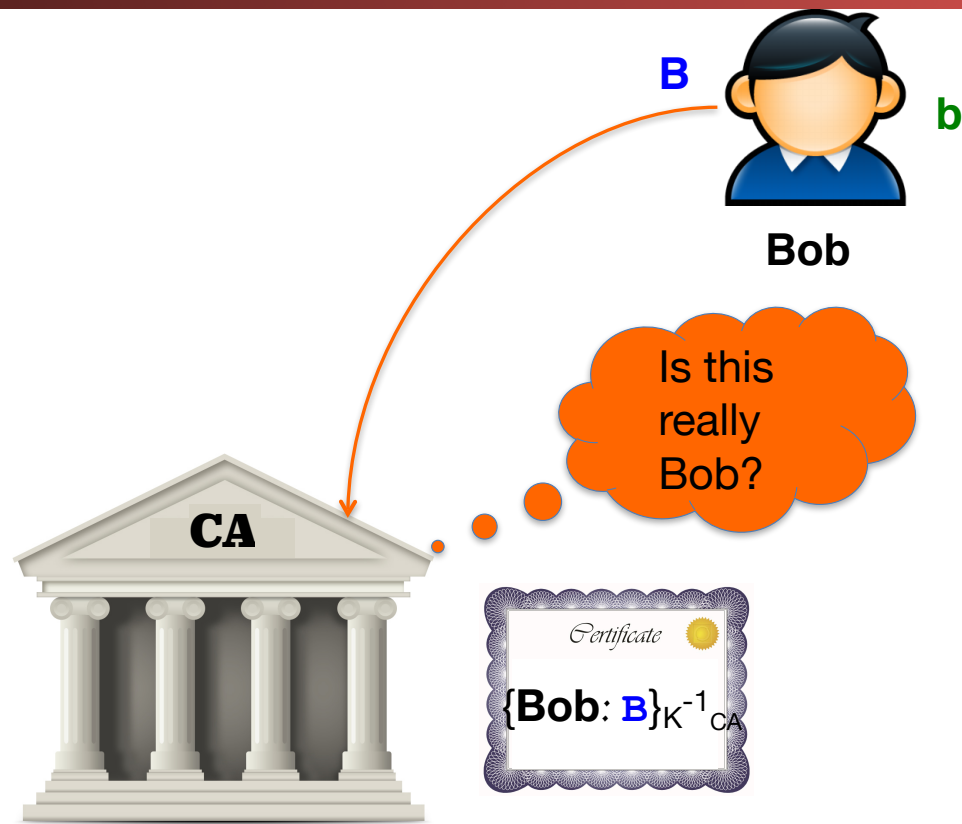 B
b
Bob
Is this
really
Bob?
CA
Certificate
{Bob: B}K⁻¹CA